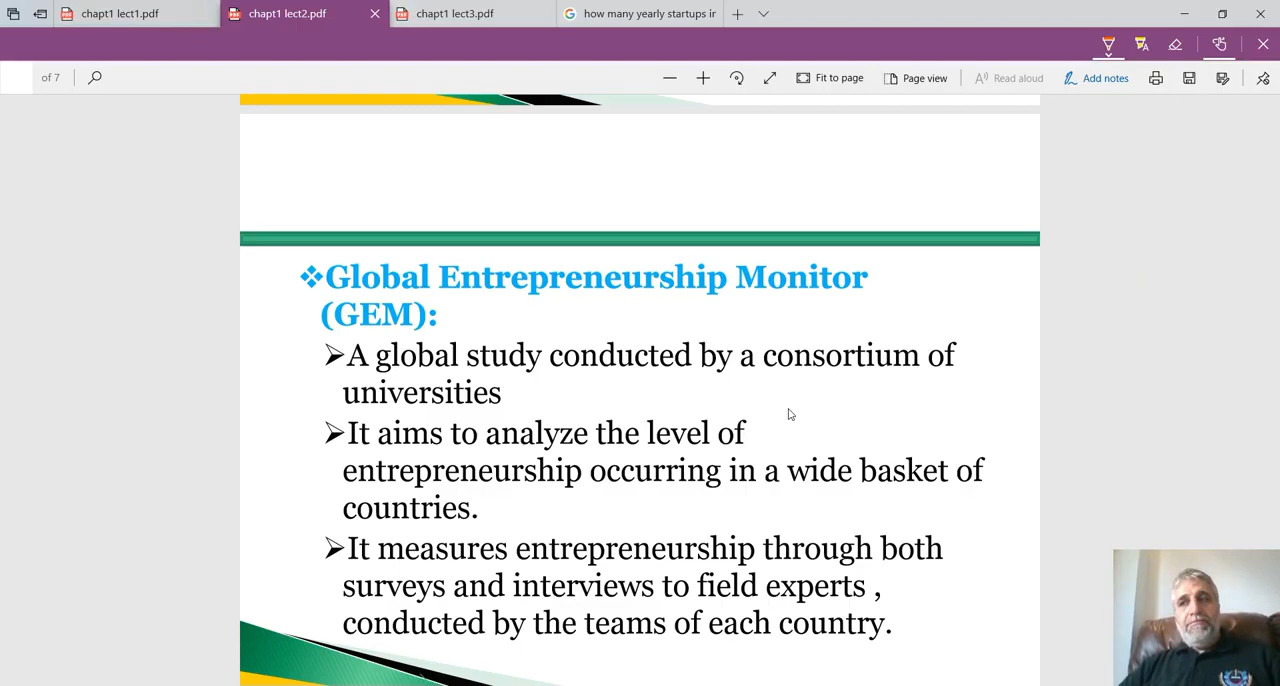 chapt1 lect1.pdf
chapt1 lect2.pdf
chapt1 lect3.pdf
how many yearly startups ir
of 7
Fit to page
Page view
Read aloud
Add notes
❖Global Entrepreneurship Monitor
(GEM):
➢A global study conducted by a consortium of
universities
➢It aims to analyze the level of
entrepreneurship occurring in a wide basket of
countries.
➢It measures entrepreneurship through both
surveys and interviews to field experts ,
conducted by the teams of each country.